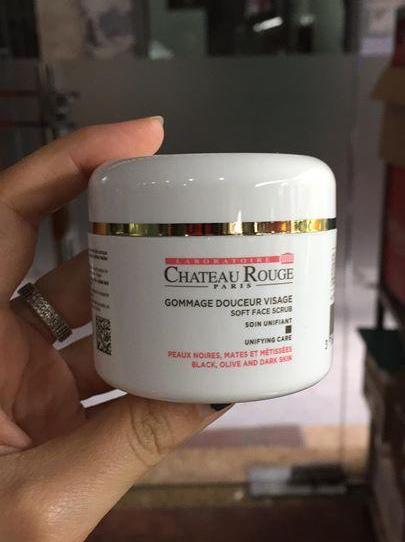 LABORATOIRE
CHATEAU ROUGE
PARIS
GOMMAGE DOUCEUR VISAGE
SOFT FACE SCRUB
SOIN UNIFIANT
UNIFYING CARE
PEAUX NOIRES, MATES ET MÉTISSÉES
BLACK, OLIVE AND DARK SKIN